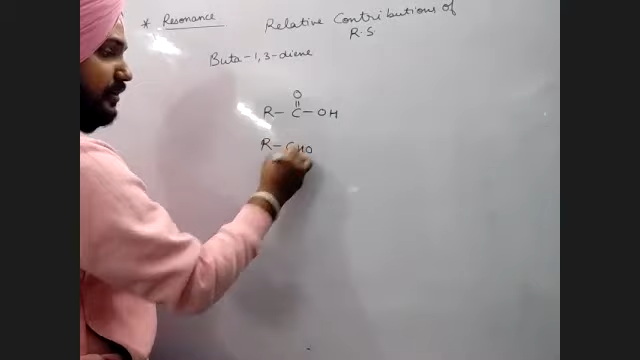 * Resonance
Relative Contributions of
R.S.
Buta-1,3-diene
O
R-C-OH
R-CHO